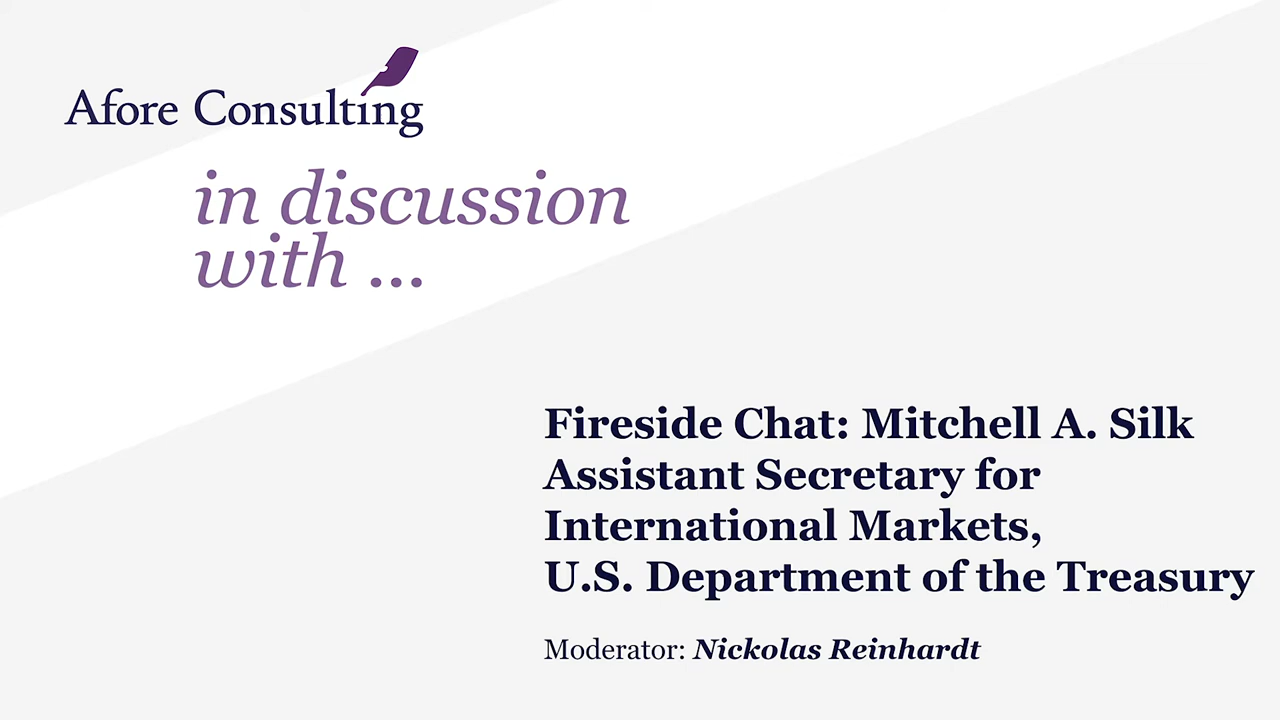 Afore Consulting
in discussion
with ...
Fireside Chat: Mitchell A. Silk
Assistant Secretary for
International Markets,
U.S. Department of the Treasury
Moderator: Nickolas Reinhardt